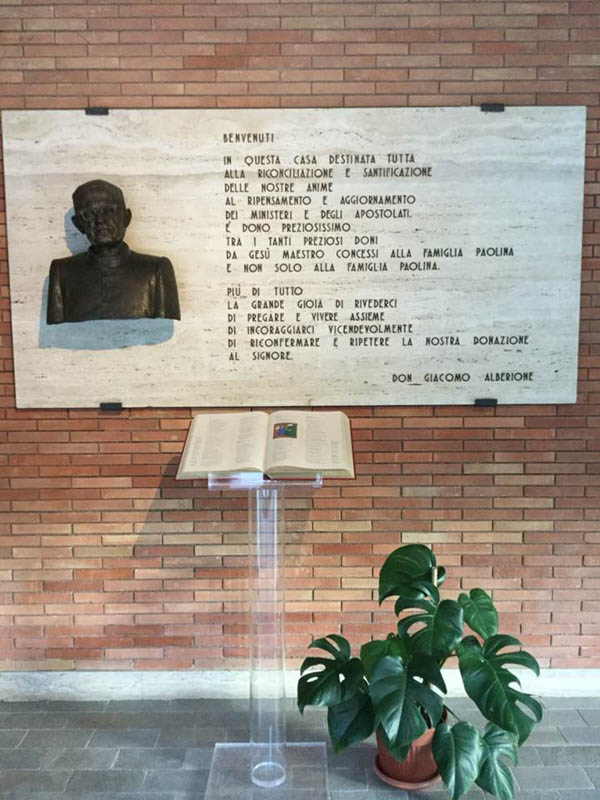 BENVENUTI
IN QUESTA CASA DESTINATA TUTTA
ALLA RICONCILIAZIONE E SANTIFICAZIONE
DELLE NOSTRE ANIME
AL RIPENSAMENTO E AGGIORNAMENTO
DEI MINISTERI E DEGLI APOSTOLATI.
É DONO PREZIOSISSIMO
TRA I TANTI PREZIOSI DONI
DA GESÙ MAESTRO CONCESSI ALLA FAMIGLIA PAOLINA
E NON SOLO ALLA FAMIGLIA PAOLINA.
PIÙ DI TUTTO
LA GRANDE GIOIA DI RIVEDERCI
DI PREGARE E VIVERE ASSIEME
DI INCORAGGIARCI VICENDEVOLMENTE
DI RICONFERMARE E RIPETERE LA NOSTRA DONAZIONE
AL SIGNORE.
DON GIACOMO ALBERIONE